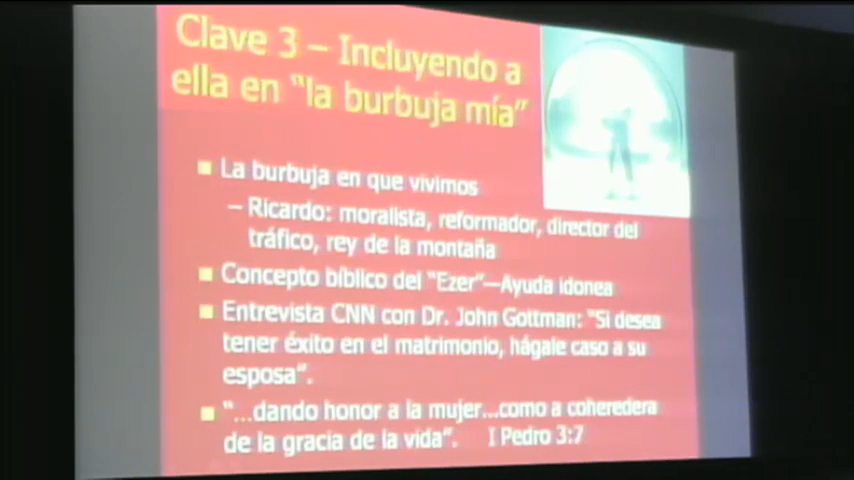 Clave 3 – Incluyendo a
ella en "la burbuja mía"
La burbuja en que vivimos
– Ricardo: moralista, reformador, director del
tráfico, rey de la montaña
Concepto bíblico del "Ezer"—Ayuda idonea
Entrevista CNN con Dr. John Gottman: "Si desea
tener éxito en el matrimonio, hágale caso a su
esposa".
"...dando honor a la mujer...como a coheredera
de la gracia de la vida". I Pedro 3:7